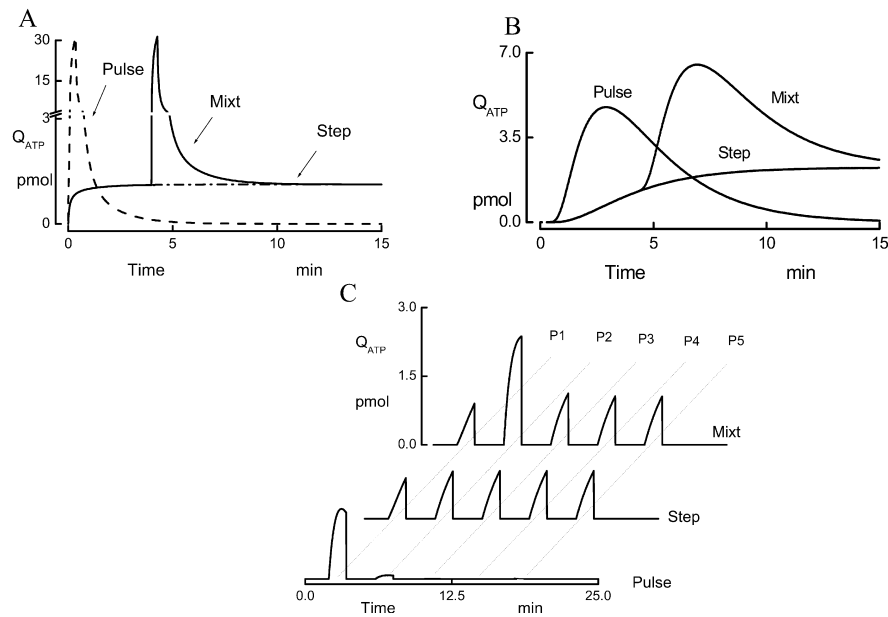 A
30
15
3
Q_ATP
pmol
0
Pulse
Mixt
Step
0 5 10 15
Time min
B
7.0
Q_ATP
3.5
pmol
0.0
Pulse
Mixt
Step
0 5 10 15
Time min
C
3.0
Q_ATP
1.5
pmol
0.0
P1 P2 P3 P4 P5
Mixt
Step
Pulse
0.0 12.5 25.0
Time min